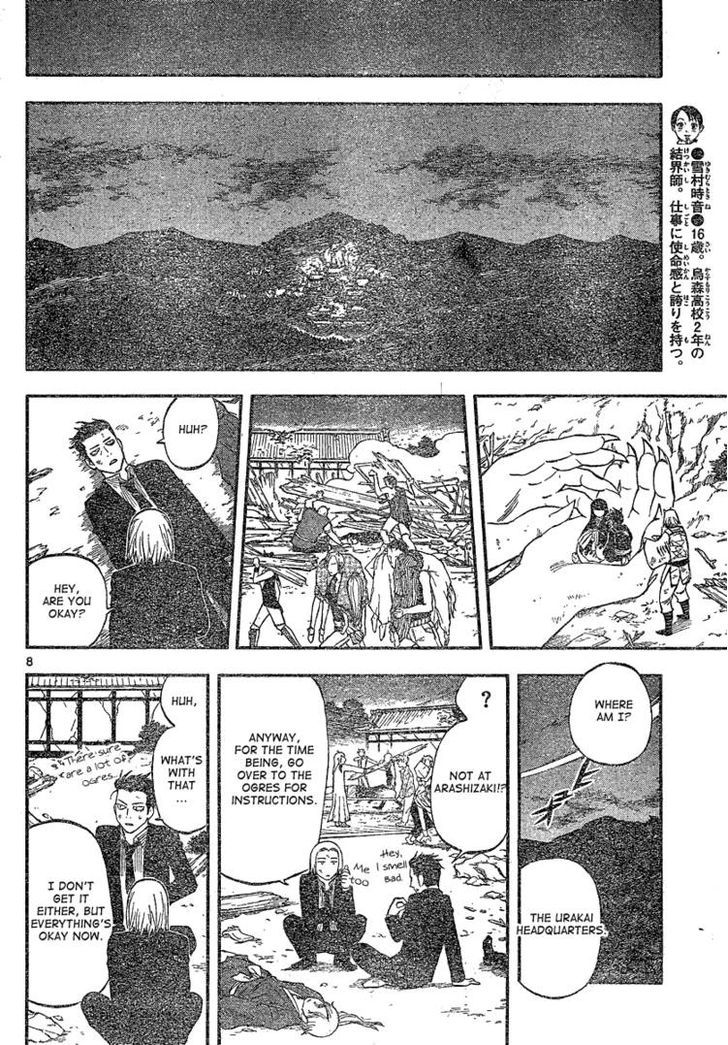 ●雪村時音●16歳。烏森高校2年の
結界師。仕事に使命感と誇りを持つ。
HUH?
HEY,
ARE YOU
OKAY?
8
WHERE
AM I?
THE URAKAI
HEADQUARTERS.
?
NOT AT
ARASHIZAKI!?
ANYWAY,
FOR THE TIME
BEING, GO
OVER TO THE
OGRES FOR
INSTRUCTIONS.
Hey,
I smell
bad.
Me
too
HUH,
WHAT'S
WITH
THAT
...
There sure
are a lot of
ogres.
I DON'T
GET IT
EITHER, BUT
EVERYTHING'S
OKAY NOW.